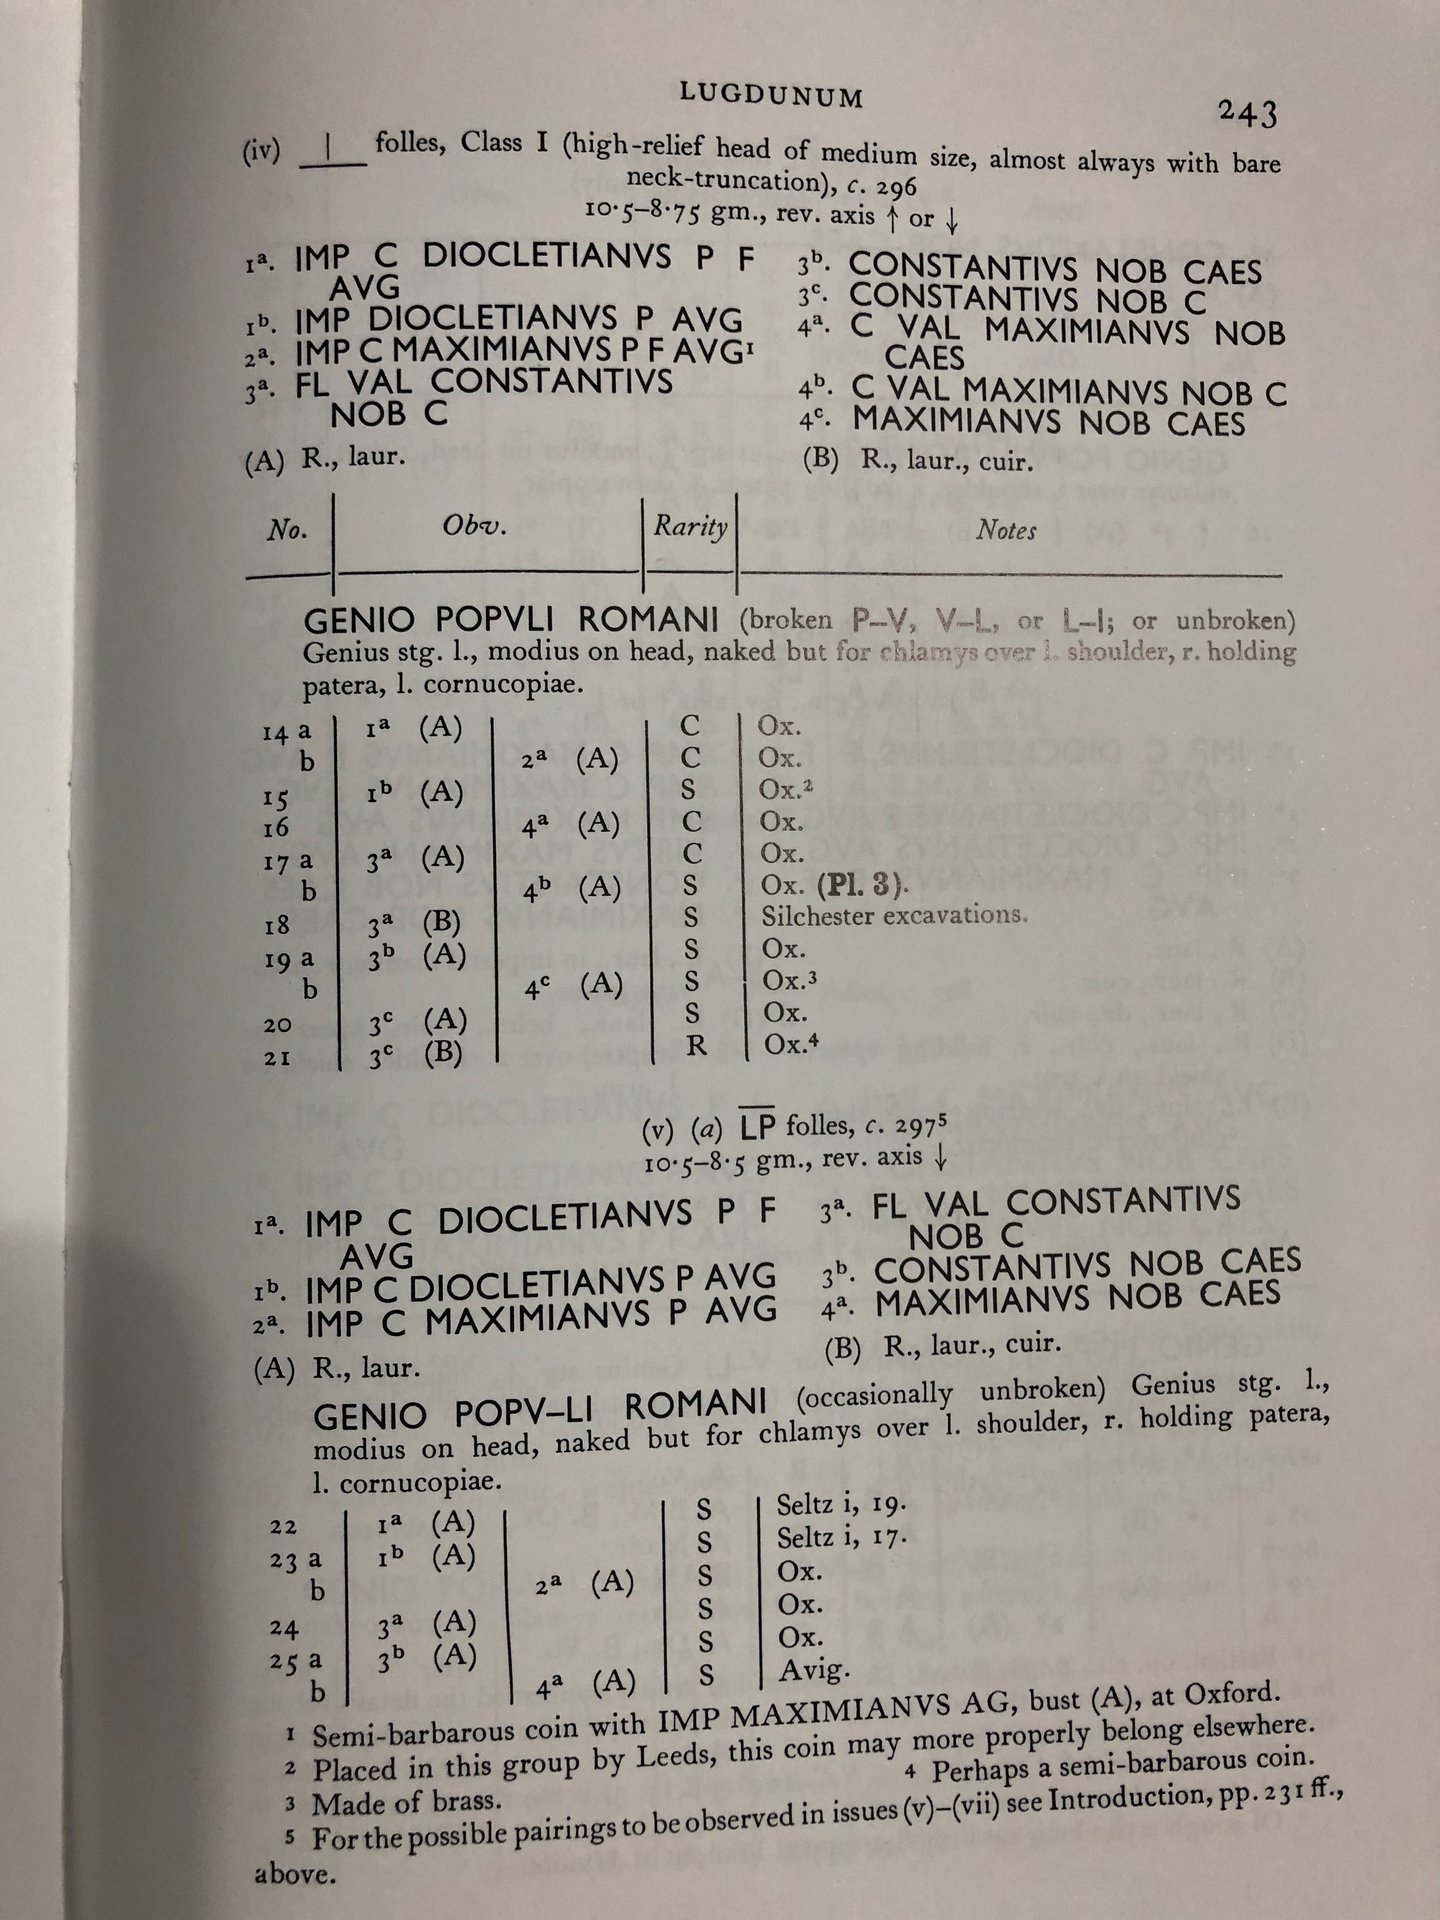 LUGDUNUM 243
(iv) __|__ folles, Class I (high-relief head of medium size, almost always with bare
neck-truncation), c. 296
10·5–8·75 gm., rev. axis ↑ or ↓
1ᵃ. IMP C DIOCLETIANVS P F
AVG
1ᵇ. IMP DIOCLETIANVS P AVG
2ᵃ. IMP C MAXIMIANVS P F AVG¹
3ᵃ. FL VAL CONSTANTIVS
NOB C
3ᵇ. CONSTANTIVS NOB CAES
3ᶜ. CONSTANTIVS NOB C
4ᵃ. C VAL MAXIMIANVS NOB
CAES
4ᵇ. C VAL MAXIMIANVS NOB C
4ᶜ. MAXIMIANVS NOB CAES
(A) R., laur. (B) R., laur., cuir.
No. Obv. Rarity Notes
GENIO POPVLI ROMANI (broken P–V, V–L, or L–I; or unbroken)
Genius stg. l., modius on head, naked but for chlamys over l. shoulder, r. holding
patera, l. cornucopiae.
14 a 1ᵃ (A) C Ox.
b 2ᵃ (A) C Ox.
15 1ᵇ (A) S Ox.²
16 4ᵃ (A) C Ox.
17 a 3ᵃ (A) C Ox.
b 4ᵇ (A) S Ox. (Pl. 3).
18 3ᵃ (B) S Silchester excavations.
19 a 3ᵇ (A) S Ox.
b 4ᶜ (A) S Ox.³
20 3ᶜ (A) S Ox.
21 3ᶜ (B) R Ox.⁴
(v) (a) L̅P̅ folles, c. 297⁵
10·5–8·5 gm., rev. axis ↓
1ᵃ. IMP C DIOCLETIANVS P F
AVG
1ᵇ. IMP C DIOCLETIANVS P AVG
2ᵃ. IMP C MAXIMIANVS P AVG
3ᵃ. FL VAL CONSTANTIVS
NOB C
3ᵇ. CONSTANTIVS NOB CAES
4ᵃ. MAXIMIANVS NOB CAES
(A) R., laur. (B) R., laur., cuir.
GENIO POPV–LI ROMANI (occasionally unbroken) Genius stg. l.,
modius on head, naked but for chlamys over l. shoulder, r. holding patera,
l. cornucopiae.
22 1ᵃ (A) S Seltz i, 19.
23 a 1ᵇ (A) S Seltz i, 17.
b 2ᵃ (A) S Ox.
24 3ᵃ (A) S Ox.
25 a 3ᵇ (A) S Ox.
b 4ᵃ (A) S Avig.
¹ Semi-barbarous coin with IMP MAXIMIANVS AG, bust (A), at Oxford.
² Placed in this group by Leeds, this coin may more properly belong elsewhere.
³ Made of brass. ⁴ Perhaps a semi-barbarous coin.
⁵ For the possible pairings to be observed in issues (v)–(vii) see Introduction, pp. 231 ff.,
above.